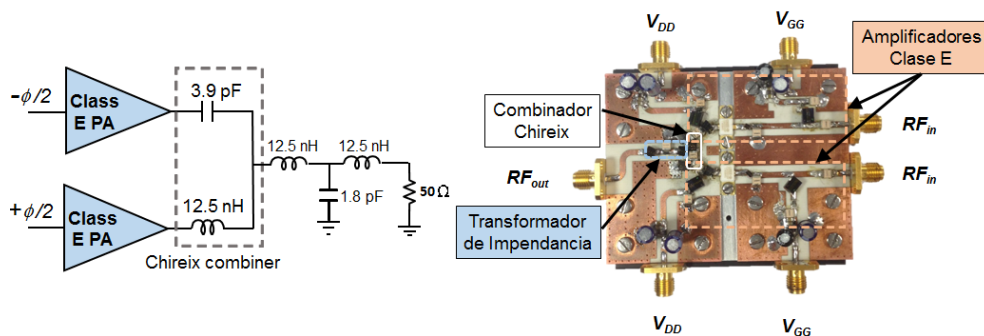 −ϕ/2
Class
E PA
3.9 pF
12.5 nH
12.5 nH
1.8 pF
50Ω
+ϕ/2
Class
E PA
12.5 nH
Chireix combiner
VDD
VGG
Amplificadores
Clase E
Combinador
Chireix
RFin
RFout
RFin
Transformador
de Impendancia
VDD
VGG